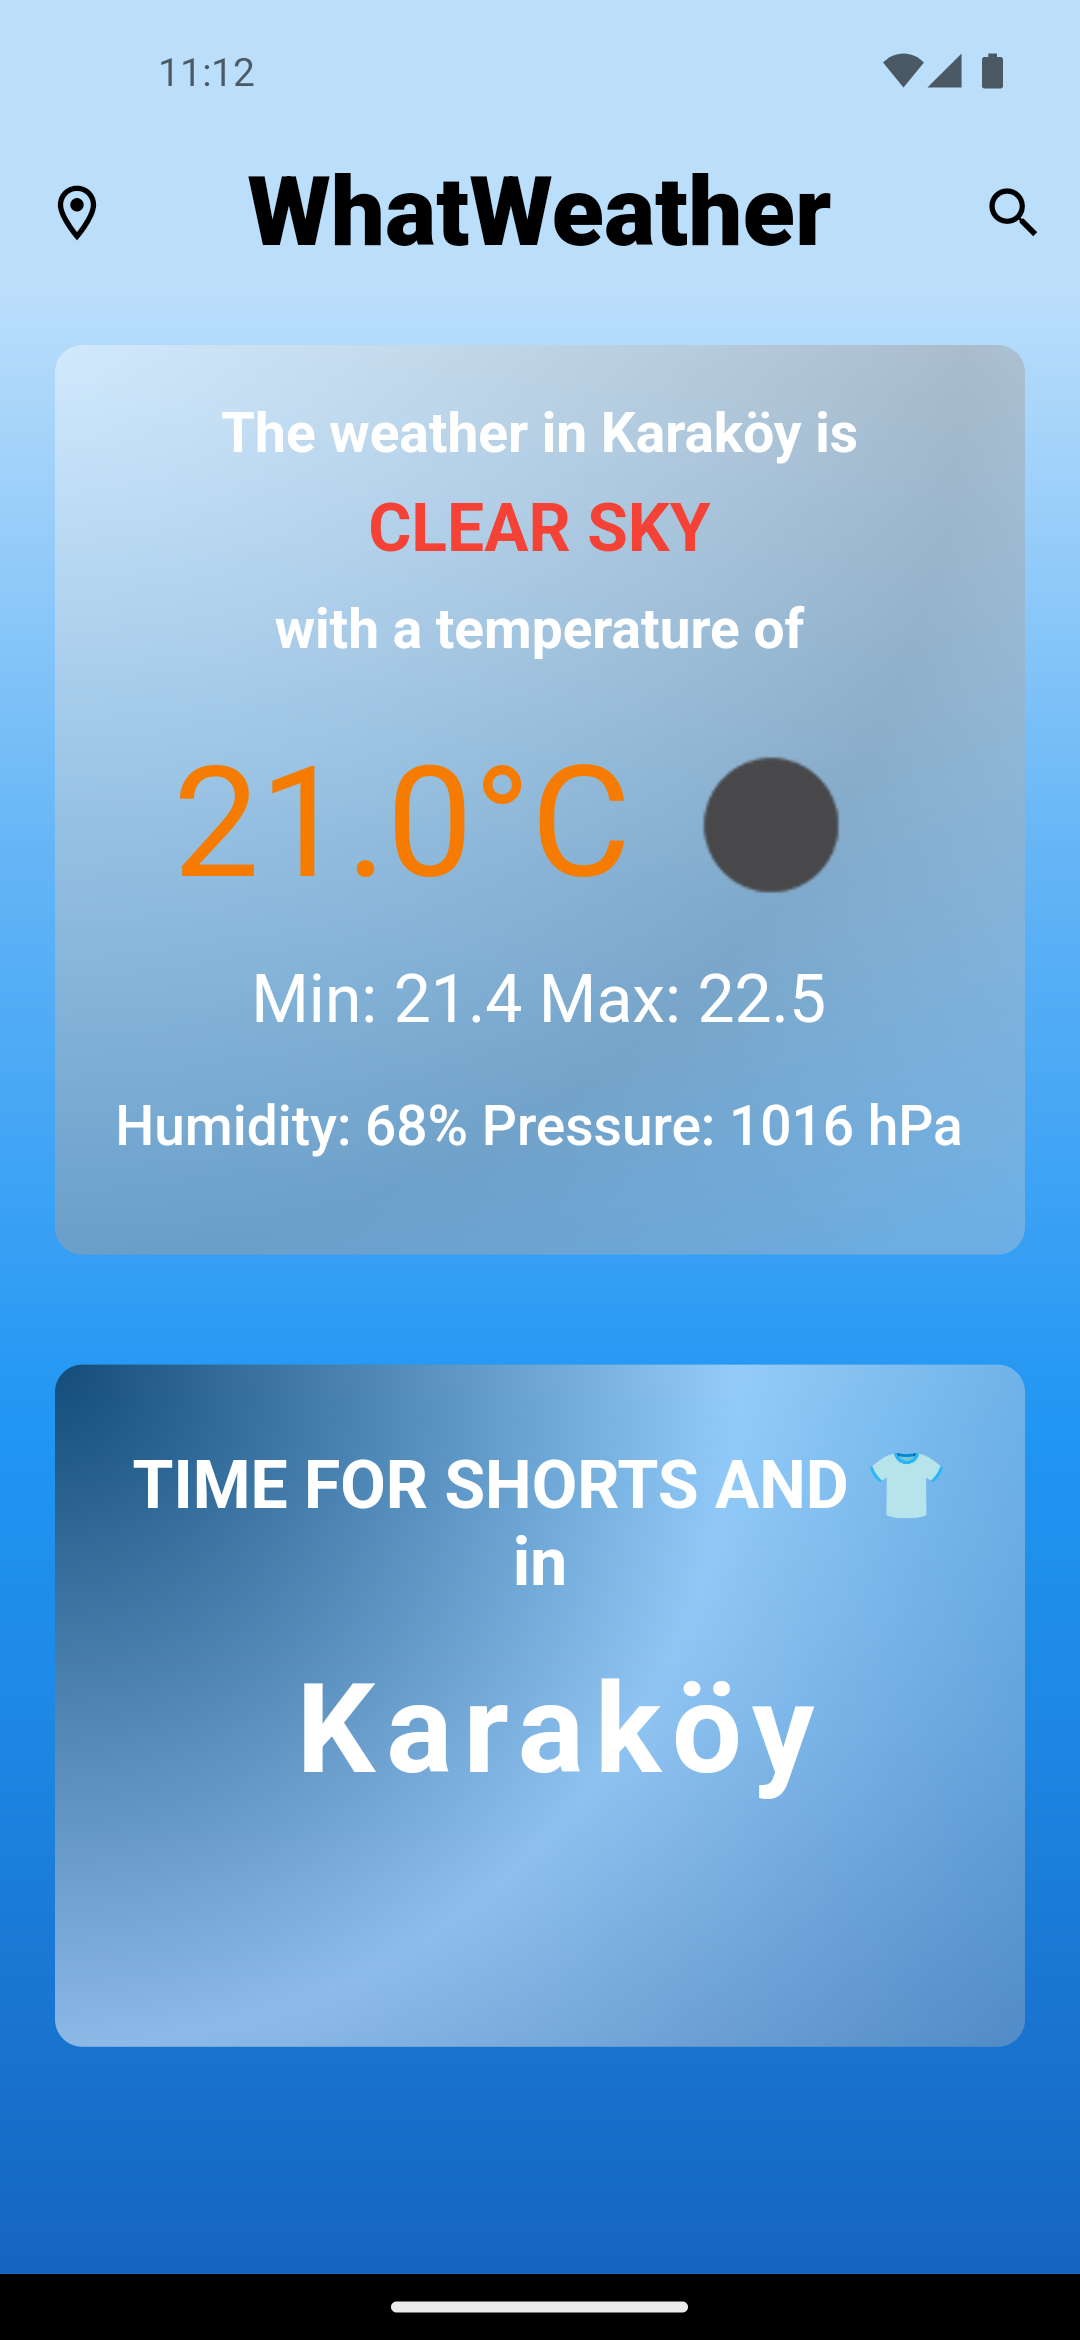 11:12
WhatWeather
The weather in Karaköy is
CLEAR SKY
with a temperature of
21.0°C
Min: 21.4 Max: 22.5
Humidity: 68% Pressure: 1016 hPa
TIME FOR SHORTS AND 👕
in
Karaköy